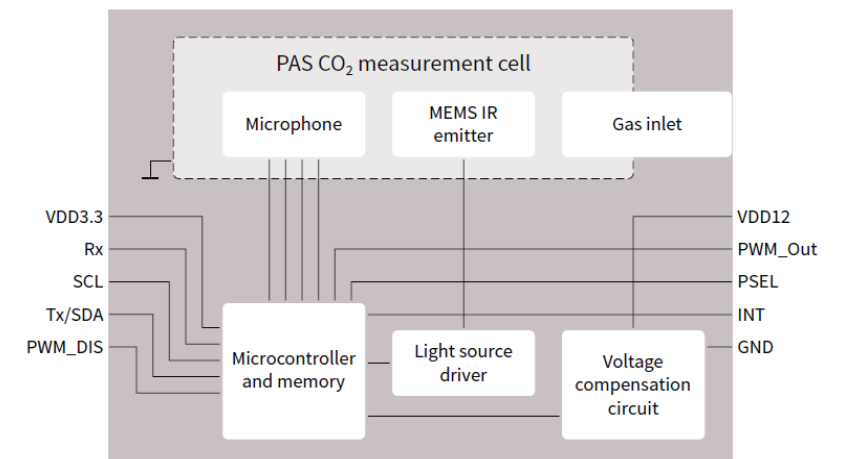 PAS CO₂ measurement cell
Microphone
MEMS IR
emitter
Gas inlet
VDD3.3
Rx
SCL
Tx/SDA
PWM_DIS
VDD12
PWM_Out
PSEL
INT
GND
Microcontroller
and memory
Light source
driver
Voltage
compensation
circuit